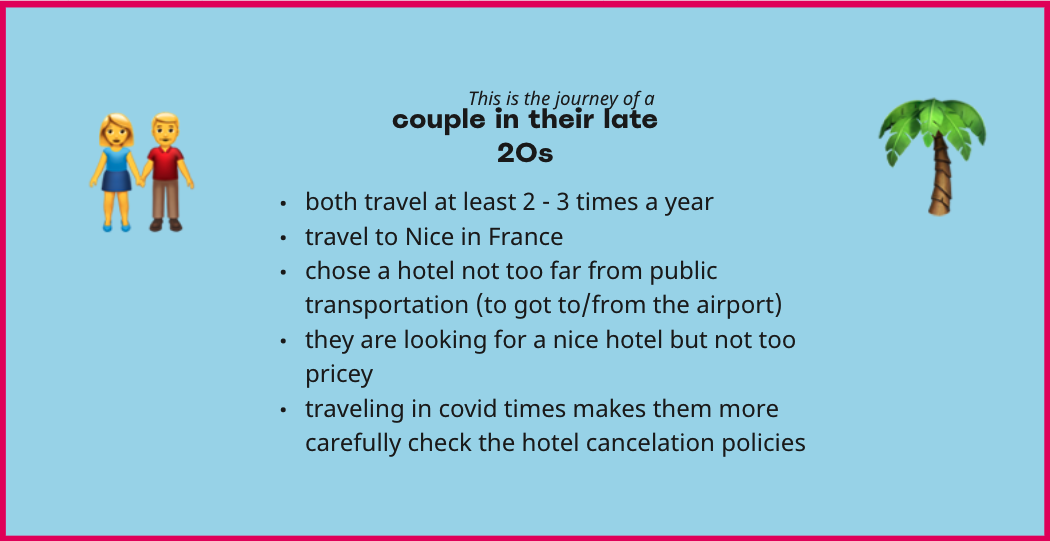 This is the journey of a
couple in their late
20s
• both travel at least 2 - 3 times a year
• travel to Nice in France
• chose a hotel not too far from public
transportation (to got to/from the airport)
• they are looking for a nice hotel but not too
pricey
• traveling in covid times makes them more
carefully check the hotel cancelation policies